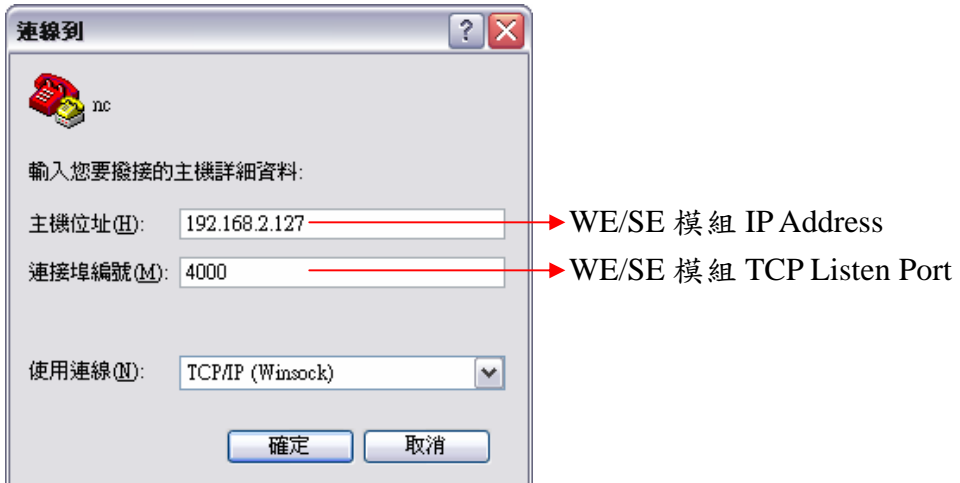 連線到
nc
輸入您要撥接的主機詳細資料:
主機位址(H): 192.168.2.127 WE/SE 模組 IP Address
連接埠編號(M): 4000 WE/SE 模組 TCP Listen Port
使用連線(N): TCP/IP (Winsock)
確定 取消